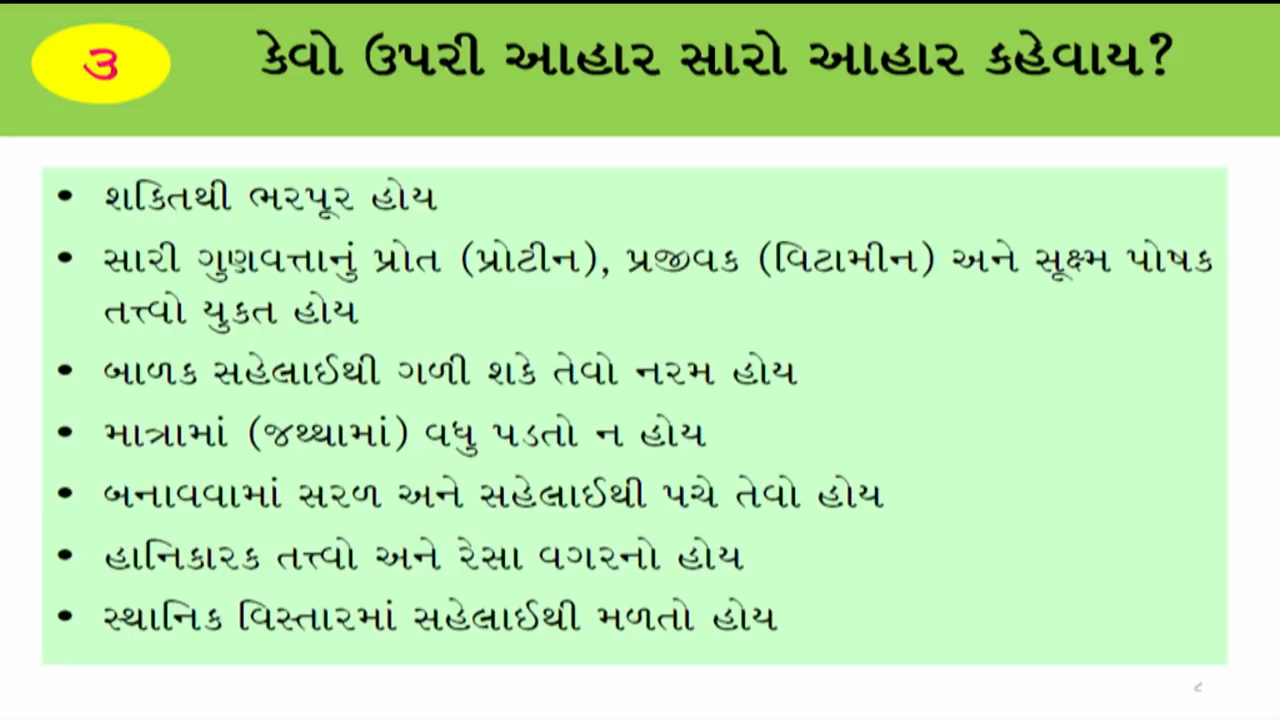 ૩
કેવો ઉપરી આહાર સારો આહાર કહેવાય?
• શકિતથી ભરપૂર હોય
• સારી ગુણવત્તાનું પ્રોત (પ્રોટીન), પ્રજીવક (વિટામીન) અને સૂક્ષ્મ પોષક
તત્ત્વો યુકત હોય
• બાળક સહેલાઈથી ગળી શકે તેવો નરમ હોય
• માત્રામાં (જથ્થામાં) વધુ પડતો ન હોય
• બનાવવામાં સરળ અને સહેલાઈથી પચે તેવો હોય
• હાનિકારક તત્ત્વો અને રેસા વગરનો હોય
• સ્થાનિક વિસ્તારમાં સહેલાઈથી મળતો હોય
૮